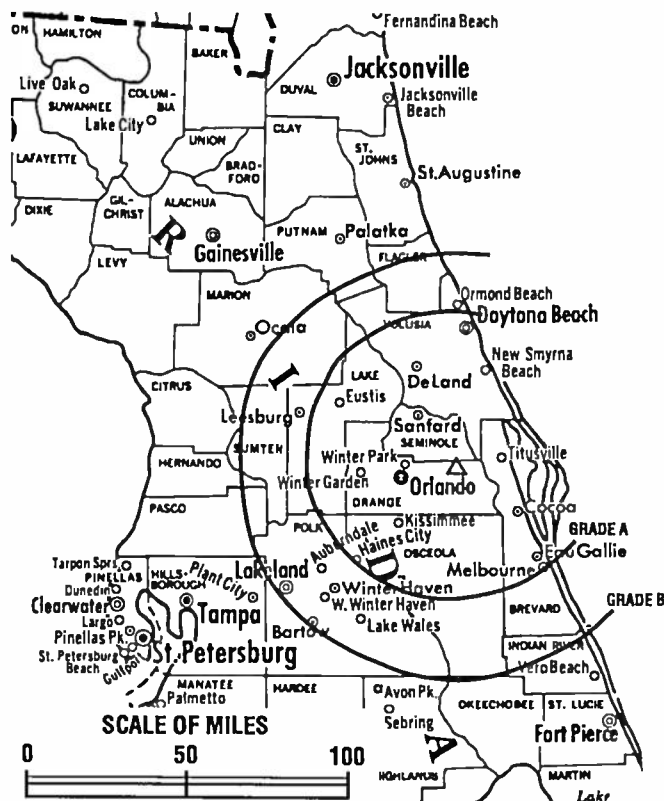 Fernandina Beach
ON
HAMILTON
BAKER
Jacksonville
DUVAL
Live Oak
SUWANNEE
COLUM-
BIA
Jacksonville
Beach
Lake City
CLAY
UNION
ST.
JOHNS
LAFAYETTE
BRAD-
FORD
St. Augustine
DIXIE
GIL-
CHRIST
ALACHUA
R
PUTNAM
Palatka
Gainesville
LEVY
FLAGLER
MARION
Ormond Beach
Daytona Beach
VOLUSIA
Ocala
New Smyrna
Beach
I
LAKE
DeLand
CITRUS
Eustis
Leesburg
Sanford
SEMINOLE
SUMTER
HERNANDO
Winter Park
Titusville
Winter Garden
Orlando
ORANGE
PASCO
Cocoa
POLK
Kissimmee
GRADE A
Auburndale
Haines City
OSCEOLA
Eau Gallie
Tarpon Sprs.
PINELLAS
HILLS-
BOROUGH
Plant City
Lakeland
D
Melbourne
Dunedin
Clearwater
Winter Haven
Tampa
W. Winter Haven
BREVARD
GRADE B
Largo
Pinellas Pk.
Bartow
Lake Wales
St. Petersburg
St. Petersburg
Beach
Gulfport
INDIAN RIVER
Vero Beach
MANATEE
HARDEE
Palmetto
Avon Pk.
OKEECHOBEE
ST. LUCIE
Sebring
Fort Pierce
SCALE OF MILES
A
0 50 100
HIGHLANDS
MARTIN
Lake